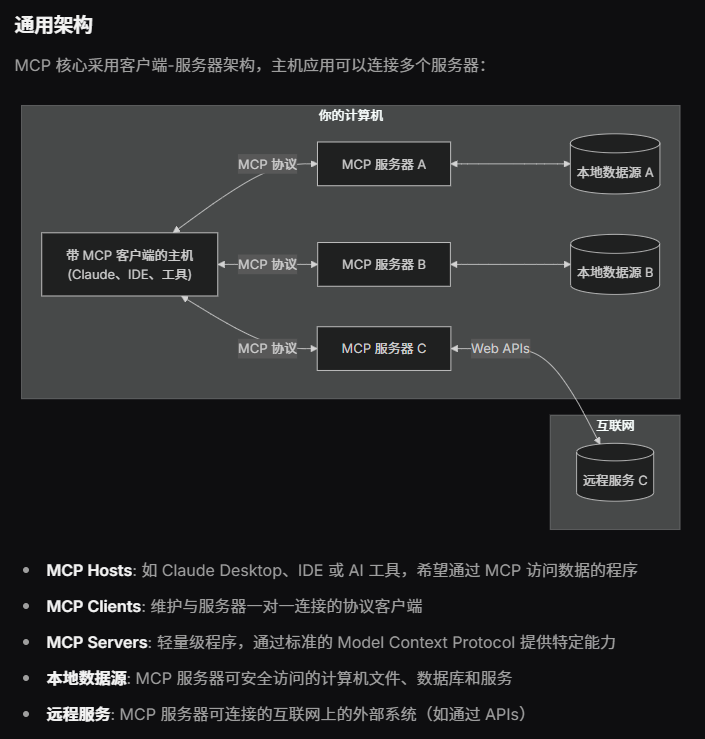 通用架构
MCP 核心采用客户端-服务器架构，主机应用可以连接多个服务器：
你的计算机
MCP 协议
MCP 服务器 A
本地数据源 A
带 MCP 客户端的主机
(Claude、IDE、工具)
MCP 协议
MCP 服务器 B
本地数据源 B
MCP 协议
MCP 服务器 C
Web APIs
互联网
远程服务 C
MCP Hosts: 如 Claude Desktop、IDE 或 AI 工具，希望通过 MCP 访问数据的程序
MCP Clients: 维护与服务器一对一连接的协议客户端
MCP Servers: 轻量级程序，通过标准的 Model Context Protocol 提供特定能力
本地数据源: MCP 服务器可安全访问的计算机文件、数据库和服务
远程服务: MCP 服务器可连接的互联网上的外部系统（如通过 APIs）